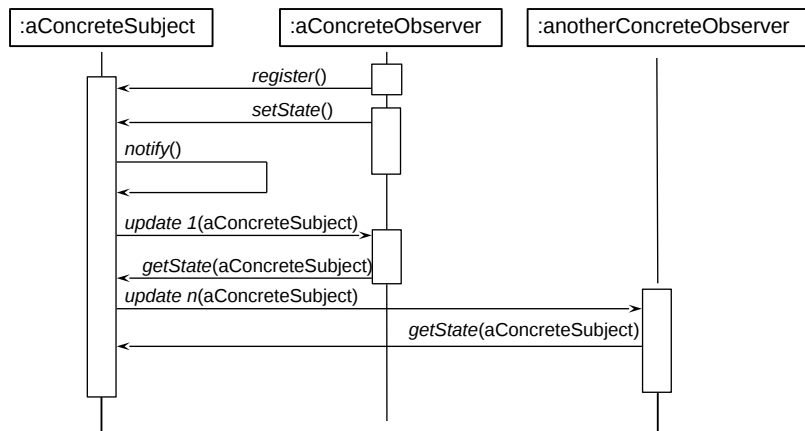 :aConcreteSubject
:aConcreteObserver
:anotherConcreteObserver
register()
setState()
notify()
update 1(aConcreteSubject)
getState(aConcreteSubject)
update n(aConcreteSubject)
getState(aConcreteSubject)